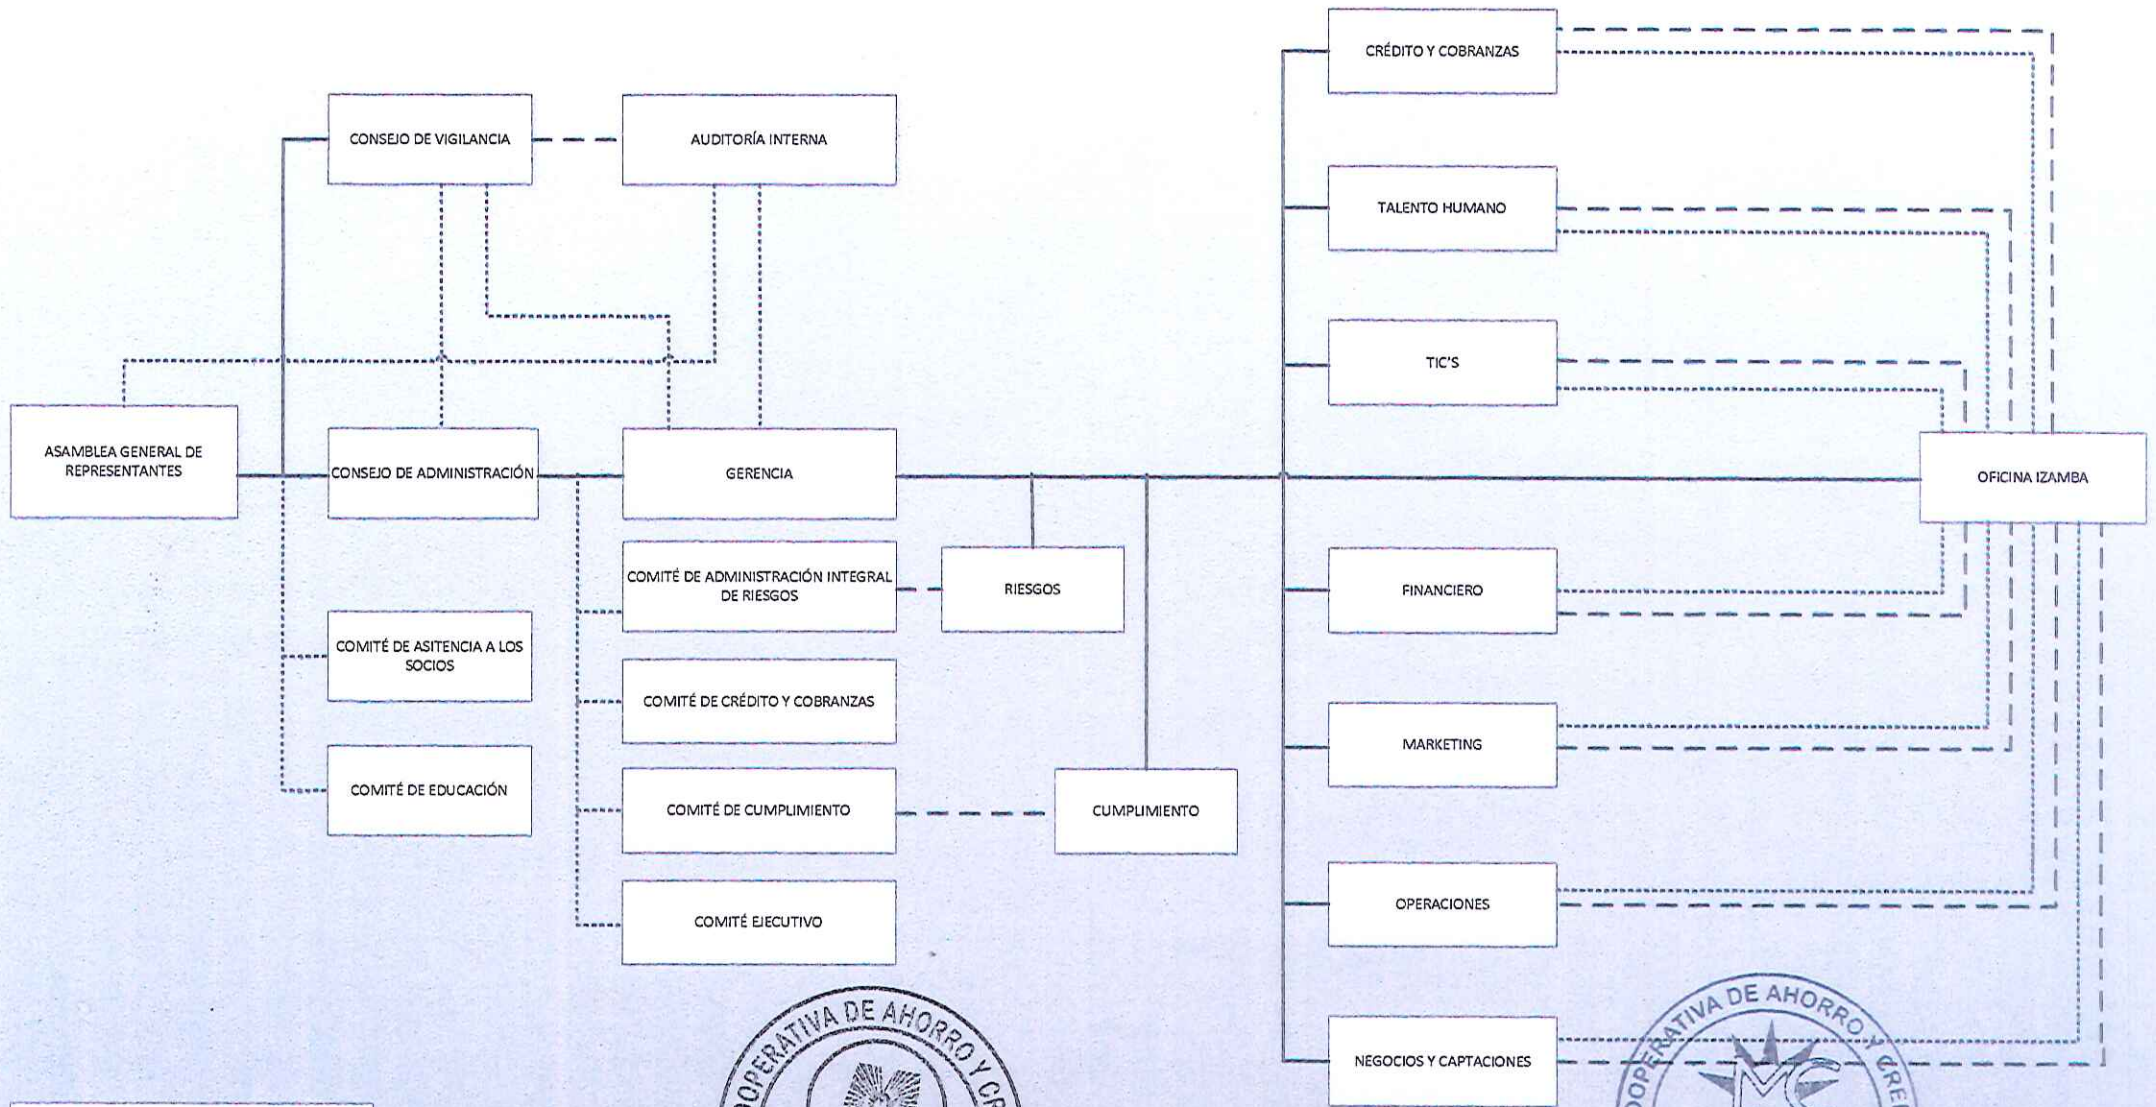 CRÉDITO Y COBRANZAS
CONSEJO DE VIGILANCIA
AUDITORÍA INTERNA
TALENTO HUMANO
TIC'S
ASAMBLEA GENERAL DE
REPRESENTANTES
CONSEJO DE ADMINISTRACIÓN
GERENCIA
OFICINA IZAMBA
COMITÉ DE ADMINISTRACIÓN INTEGRAL
DE RIESGOS
RIESGOS
FINANCIERO
COMITÉ DE ASITENCIA A LOS
SOCIOS
COMITÉ DE CRÉDITO Y COBRANZAS
MARKETING
COMITÉ DE EDUCACIÓN
COMITÉ DE CUMPLIMIENTO
CUMPLIMIENTO
OPERACIONES
COMITÉ EJECUTIVO
NEGOCIOS Y CAPTACIONES
DE AHORRO Y
DE AHORRO Y
MC